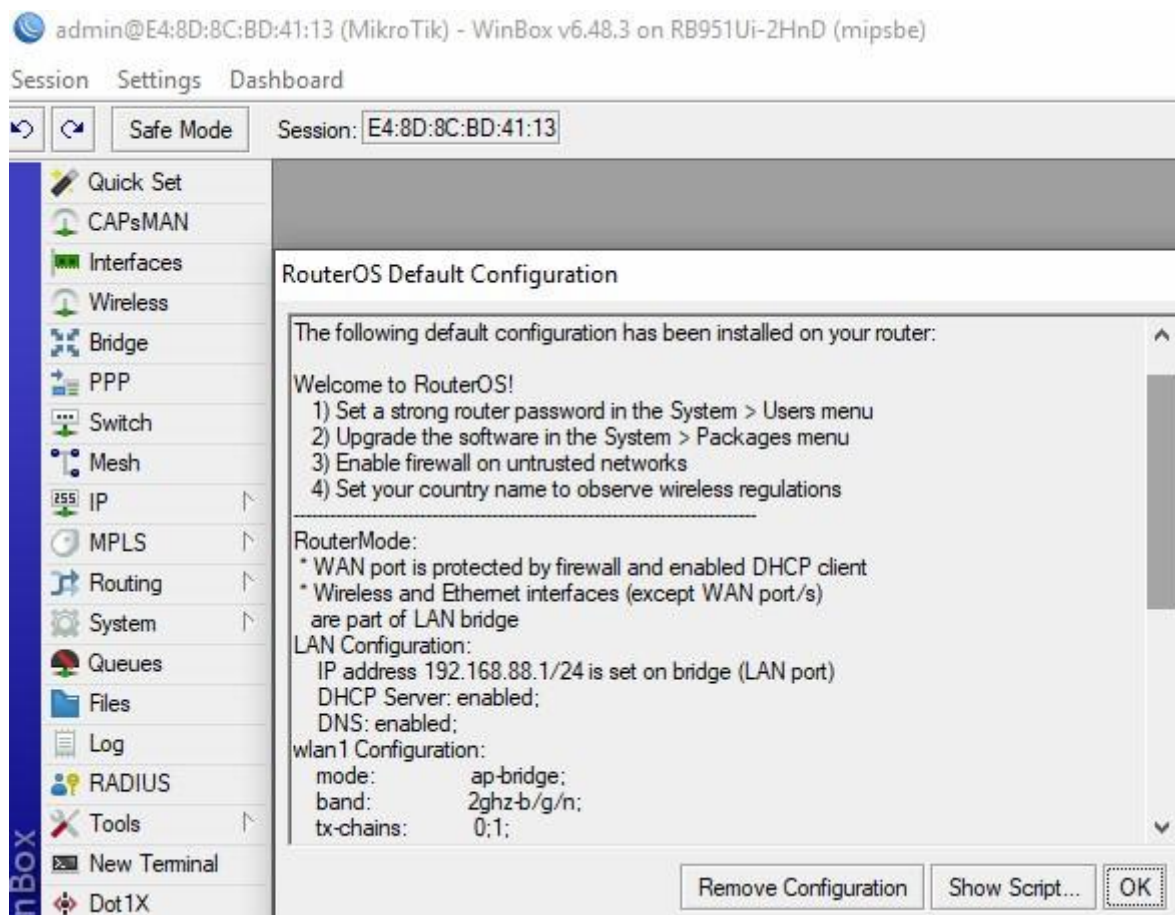 admin@E4:8D:8C:BD:41:13 (MikroTik) - WinBox v6.48.3 on RB951Ui-2HnD (mipsbe)
Session Settings Dashboard
Safe Mode Session: E4:8D:8C:BD:41:13
Quick Set
CAPsMAN
Interfaces
Wireless
Bridge
PPP
Switch
Mesh
255 IP
MPLS
Routing
System
Queues
Files
Log
RADIUS
Tools
New Terminal
Dot1X
nBox
RouterOS Default Configuration
The following default configuration has been installed on your router:
Welcome to RouterOS!
1) Set a strong router password in the System > Users menu
2) Upgrade the software in the System > Packages menu
3) Enable firewall on untrusted networks
4) Set your country name to observe wireless regulations
-----------------------------------------------------------------------------
RouterMode:
* WAN port is protected by firewall and enabled DHCP client
* Wireless and Ethernet interfaces (except WAN port/s)
are part of LAN bridge
LAN Configuration:
IP address 192.168.88.1/24 is set on bridge (LAN port)
DHCP Server: enabled;
DNS: enabled;
wlan1 Configuration:
mode: ap-bridge;
band: 2ghz-b/g/n;
tx-chains: 0;1;
Remove Configuration Show Script... OK